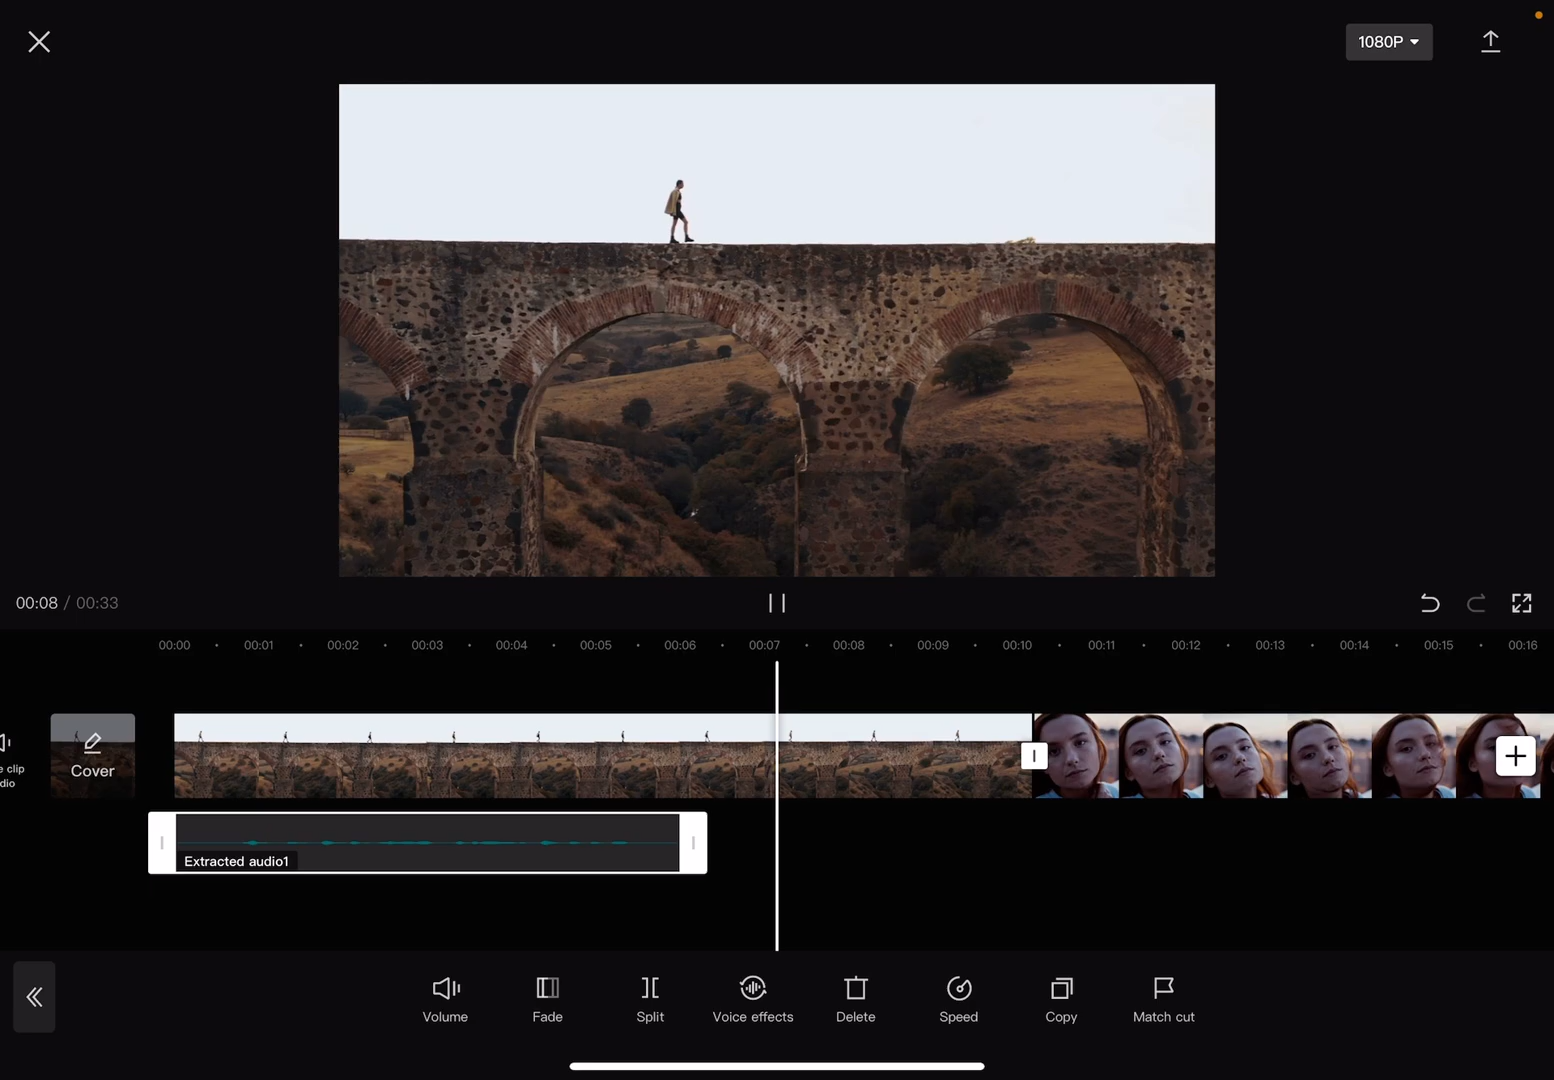 1080P
00:08 / 00:33
00:00 00:01 00:02 00:03 00:04 00:05 00:06 00:07 00:08 00:09 00:10 00:11 00:12 00:13 00:14 00:15 00:16
e clip
dio
Cover
Extracted audio1
Volume Fade Split Voice effects Delete Speed Copy Match cut